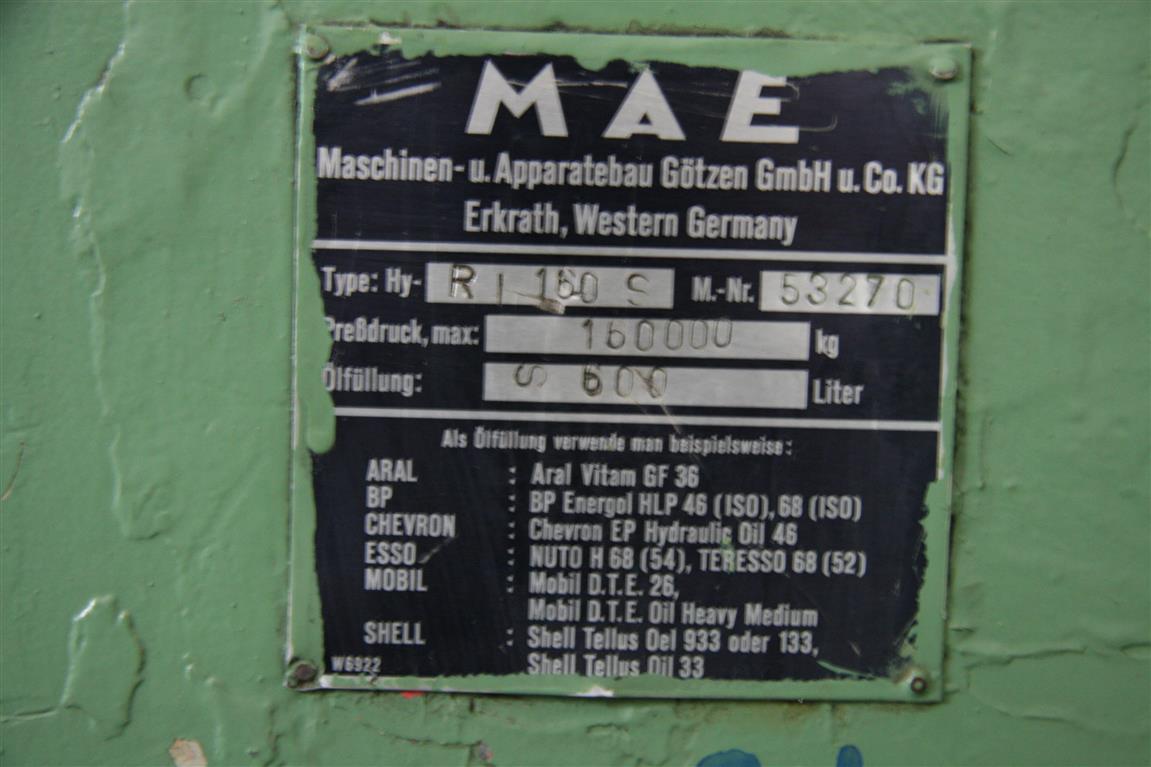 MAE
Maschinen- u. Apparatebau Götzen GmbH u. Co. KG
Erkrath, Western Germany
Type: Hy- R I 160 S M.-Nr. 53270
Preßdruck, max: 160000 kg
Ölfüllung: S 600 Liter
Als Ölfüllung verwende man beispielsweise:
ARAL : Aral Vitam GF 36
BP : BP Energol HLP 46 (ISO), 68 (ISO)
CHEVRON : Chevron EP Hydraulic Oil 46
ESSO : NUTO H 68 (54), TERESSO 68 (52)
MOBIL : Mobil D.T.E. 26,
Mobil D.T.E. Oil Heavy Medium
SHELL : Shell Tellus Oel 933 oder 133,
Shell Tellus Oil 33
W6922